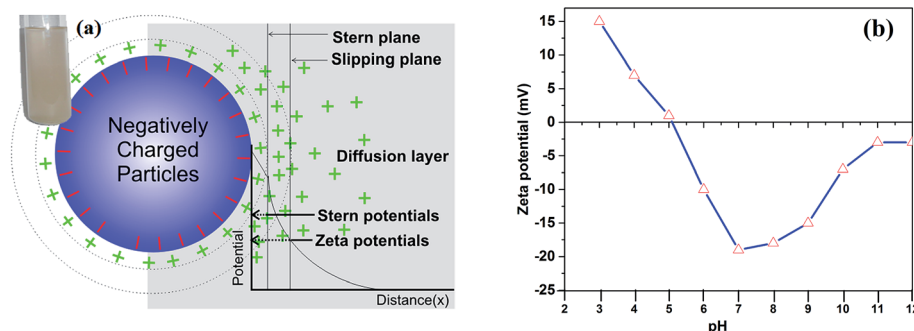 (a)
Stern plane
Slipping plane
Negatively
Charged
Particles
Diffusion layer
Stern potentials
Zeta potentials
Potential
Distance(x)
(b)
Zeta potential (mV)
15
10
5
0
-5
-10
-15
-20
-25
2 3 4 5 6 7 8 9 10 11 12
pH